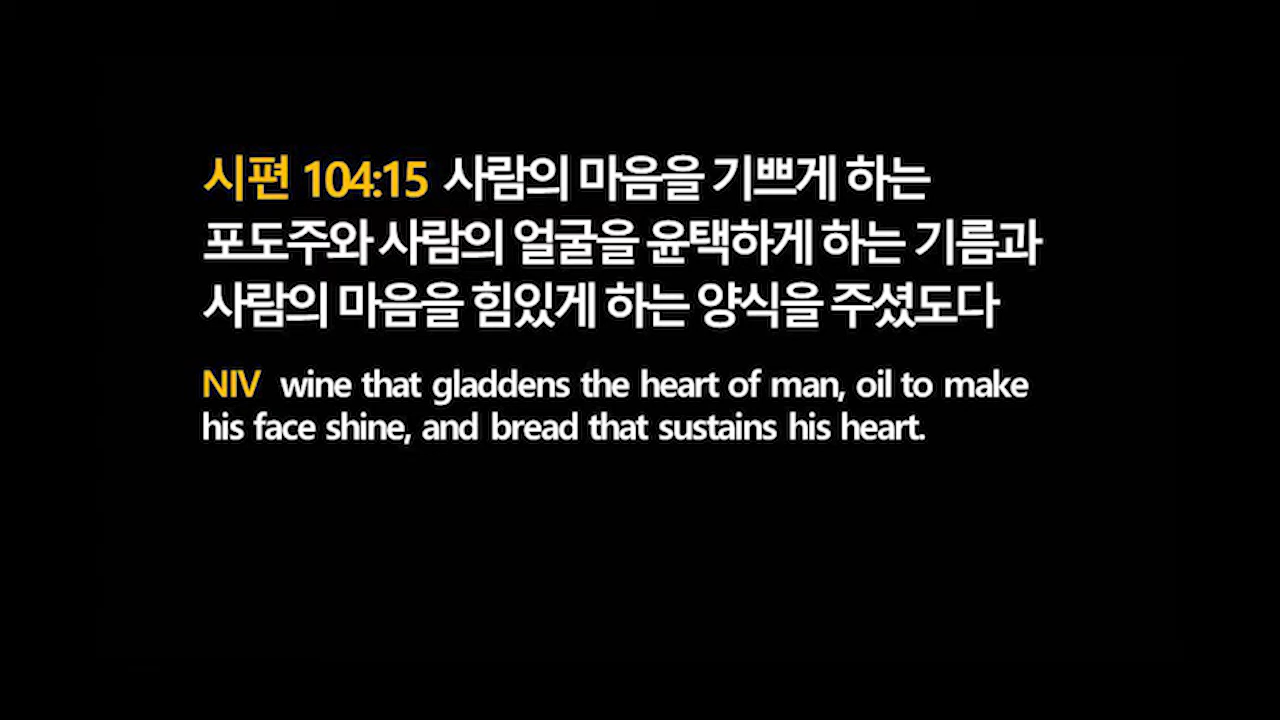 시편 104:15 사람의 마음을 기쁘게 하는
포도주와 사람의 얼굴을 윤택하게 하는 기름과
사람의 마음을 힘있게 하는 양식을 주셨도다
NIV wine that gladdens the heart of man, oil to make
his face shine, and bread that sustains his heart.